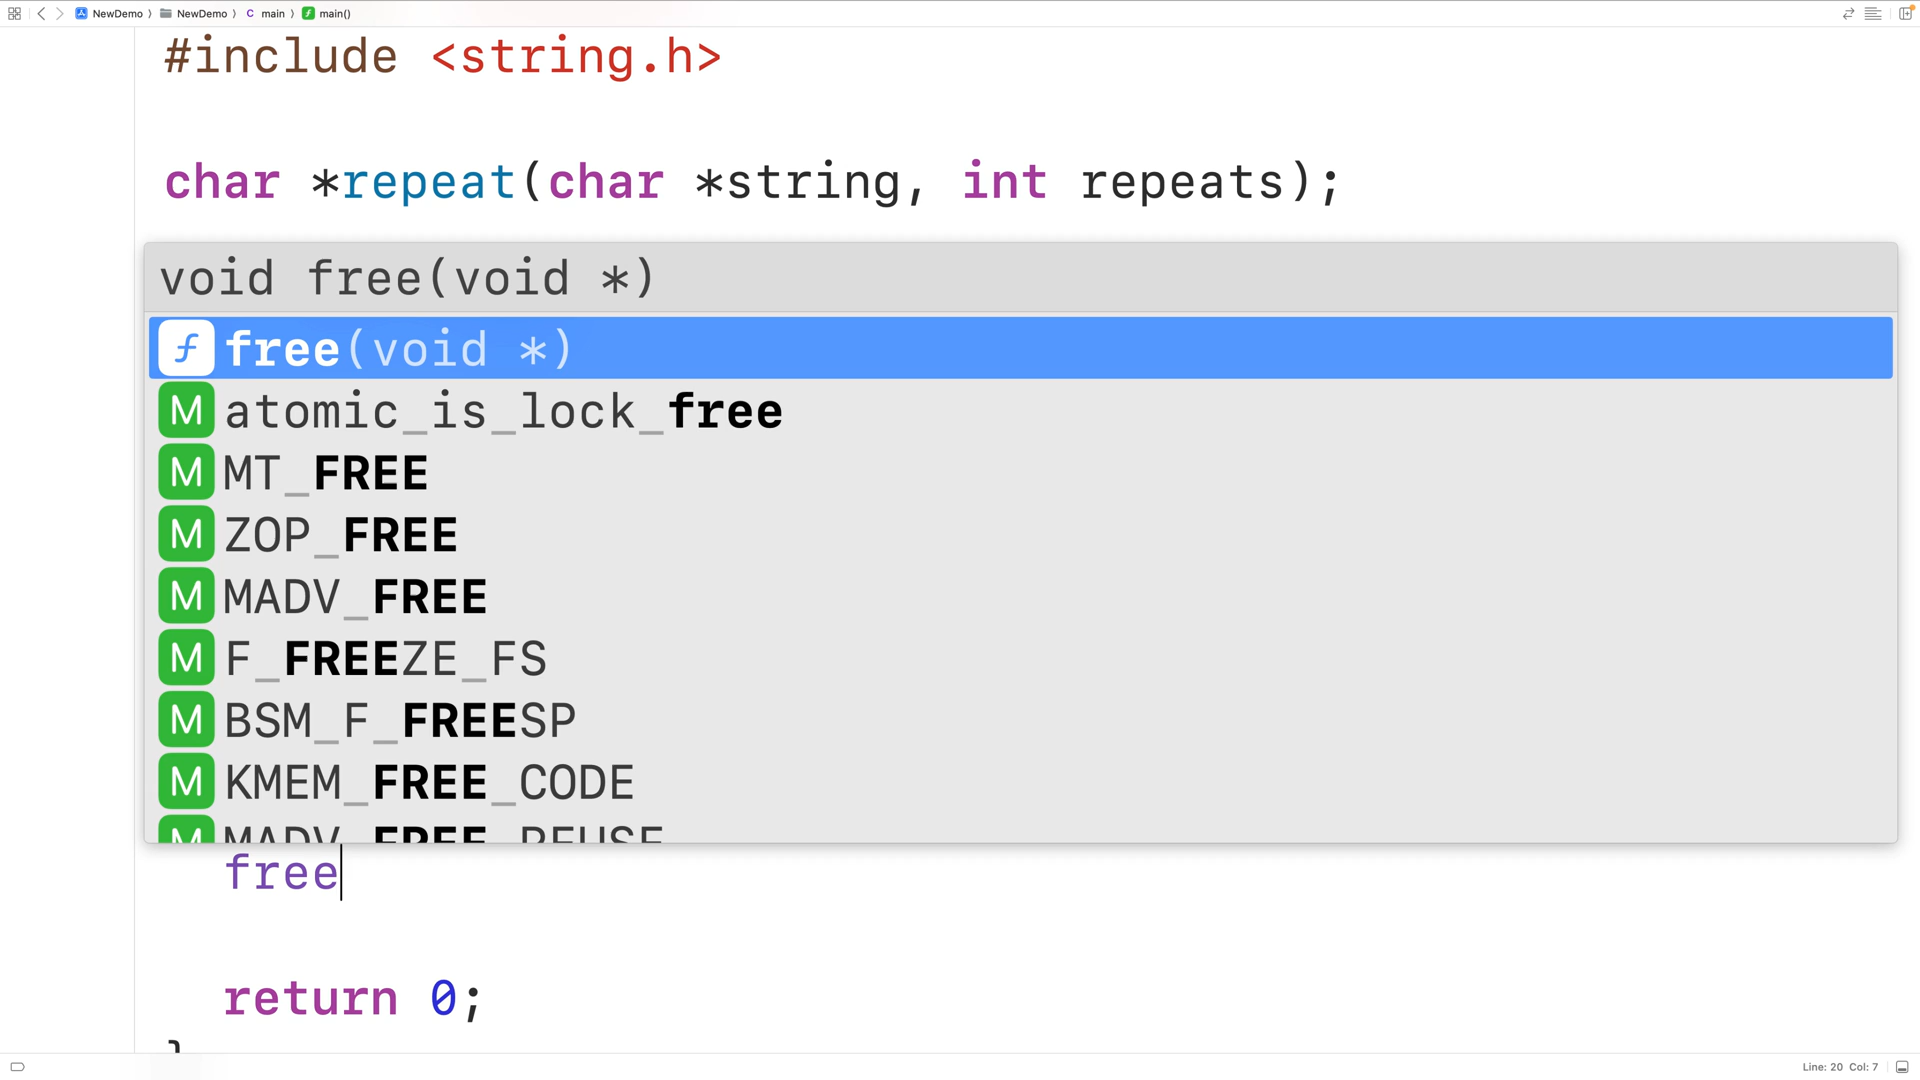 NewDemo 〉 NewDemo 〉 C main 〉 f main()
#include <string.h>
char *repeat(char *string, int repeats);
void free(void *)
f free(void *)
M atomic_is_lock_free
M MT_FREE
M ZOP_FREE
M MADV_FREE
M F_FREEZE_FS
M BSM_F_FREESP
M KMEM_FREE_CODE
M MADV_FREE_REUSE
free
return 0;
}
Line: 20 Col: 7